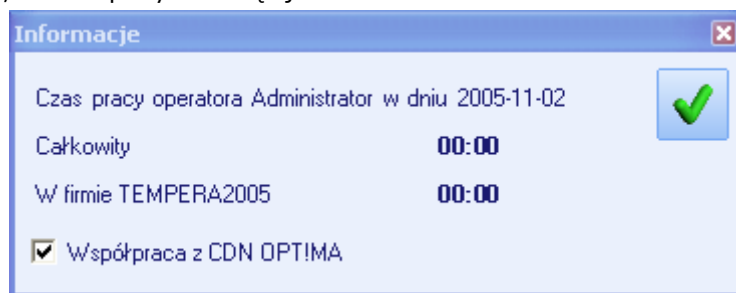 Informacje
Czas pracy operatora Administrator w dniu 2005-11-02
Całkowity 00:00
W firmie TEMPERA2005 00:00
Współpraca z CDN OPT!MA